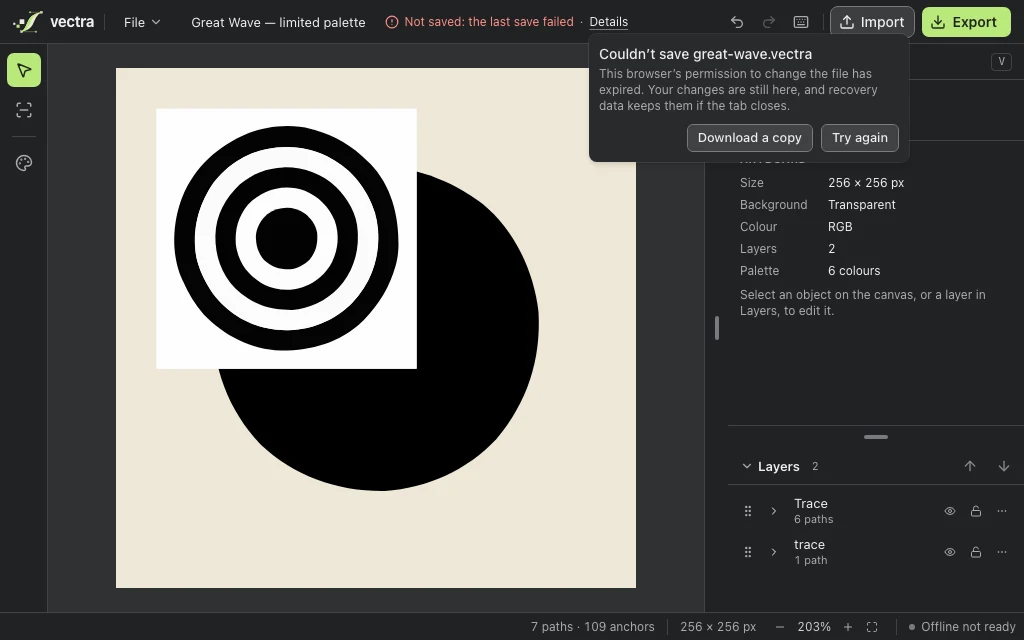 vectra
File
Great Wave — limited palette
Not saved: the last save failed · Details
Import
Export
Couldn’t save great-wave.vectra
This browser’s permission to change the file has
expired. Your changes are still here, and recovery
data keeps them if the tab closes.
Download a copy
Try again
V
Size 256 × 256 px
Background Transparent
Colour RGB
Layers 2
Palette 6 colours
Select an object on the canvas, or a layer in
Layers, to edit it.
Layers 2
Trace
6 paths
trace
1 path
7 paths · 109 anchors
256 × 256 px
203%
Offline not ready